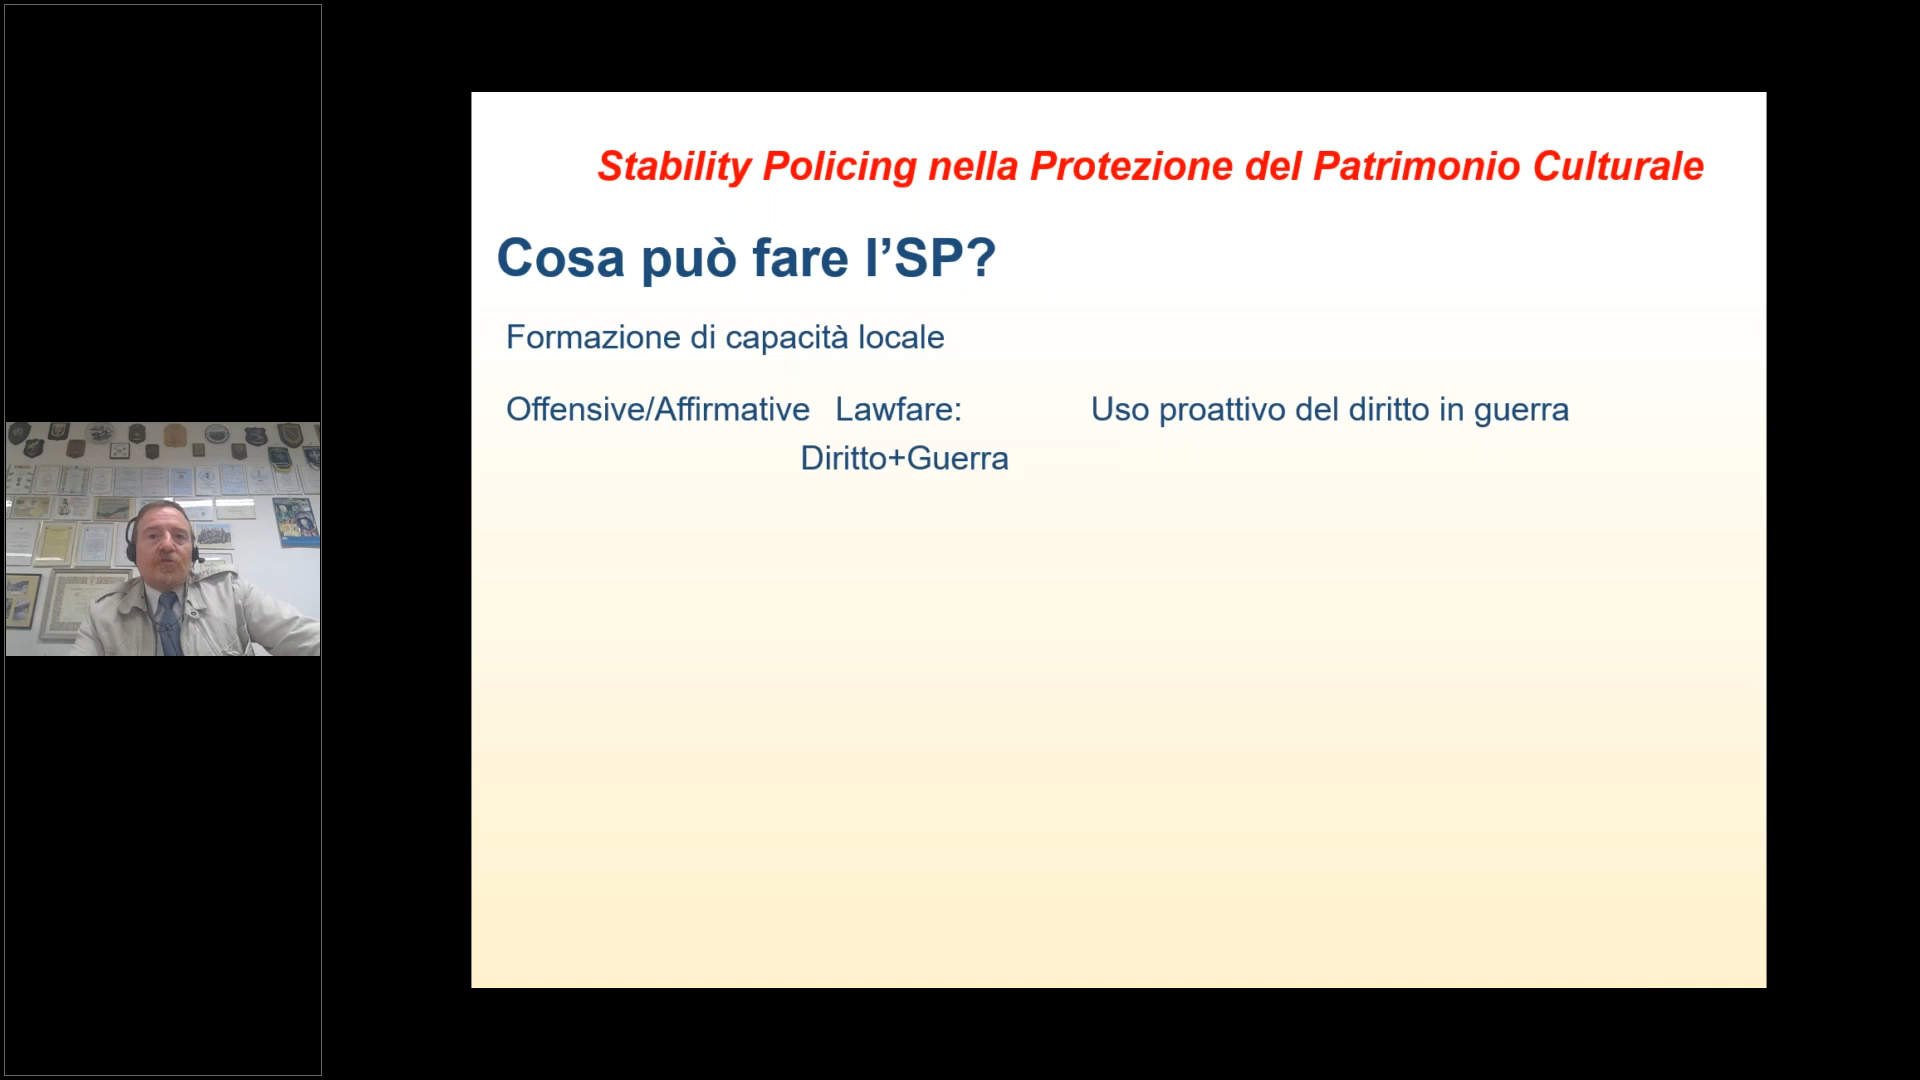 Stability Policing nella Protezione del Patrimonio Culturale
Cosa può fare l’SP?
Formazione di capacità locale
Offensive/Affirmative Lawfare: Uso proattivo del diritto in guerra
Diritto+Guerra